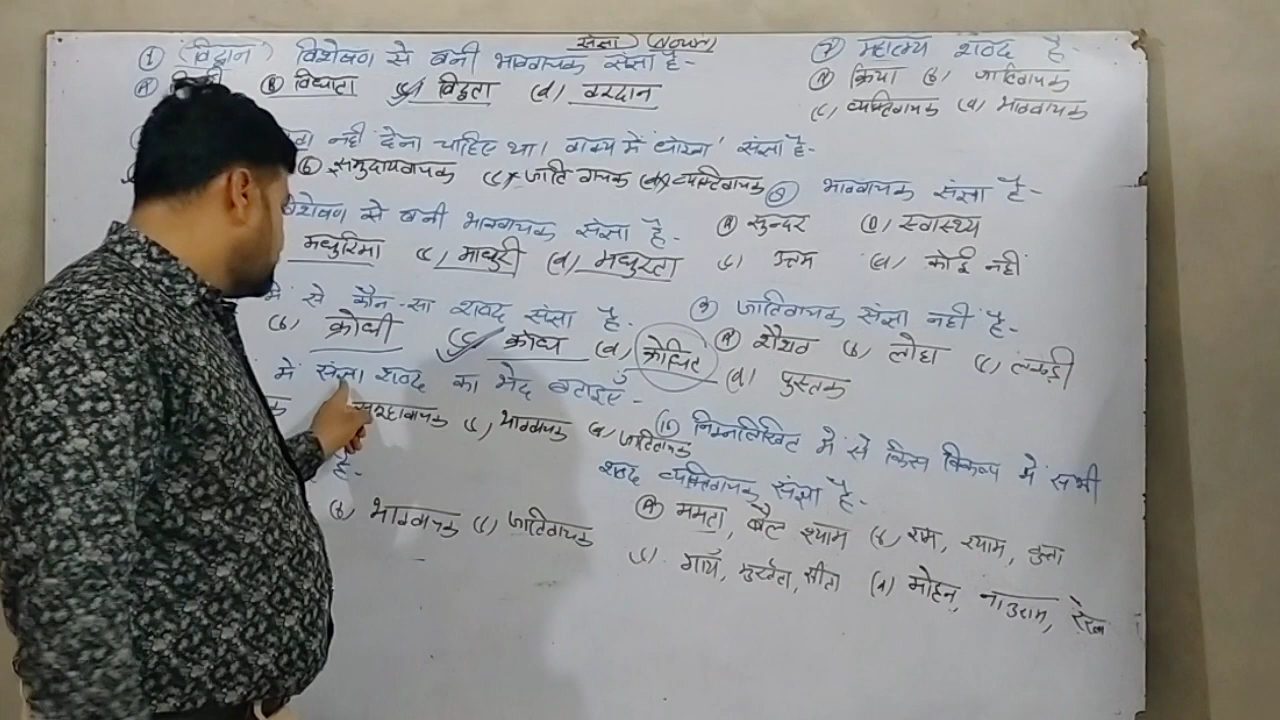 संज्ञा (Noun)
① (विद्वान) विशेषण से बनी भाववाचक संज्ञा है-
(A) (B) विद्याता (c) विद्वता (d) वरदान
नहीं देना चाहिए था। वाक्य में 'धोखा' संज्ञा है-
(b) समुदायवाचक (c) जातिवाचक (d) व्यक्तिवाचक
विशेषण से बनी भाववाचक संज्ञा है-
मधुरिमा (c) माधुरी (d) मधुरता
में से कौन-सा शब्द संज्ञा है-
(b) क्रोधी (c) क्रोध (d) क्रोधित
में संज्ञा शब्द का भेद बताइए -
समूहवाचक (c) भाववाचक (d) जातिवाचक
है-
(b) भाववाचक (c) जातिवाचक
⑦ महात्म्य शब्द है-
(A) क्रिया (b) जातिवाचक
(c) व्यक्तिवाचक (d) भाववाचक
⑧ भाववाचक संज्ञा है-
(A) सुन्दर (b) स्वास्थ्य
(c) उत्तम (d) कोई नहीं
⑨ जातिवाचक संज्ञा नहीं है-
(A) शैशव (b) लोहा (c) लकड़ी
(d) पुस्तक
(10) निम्नलिखित में से किस विकल्प में सभी
शब्द व्यक्तिवाचक संज्ञा है-
(A) ममता, बैल श्याम (b) राम, श्याम, कुत्ता
(c) गाय, सीता (d) मोहन,